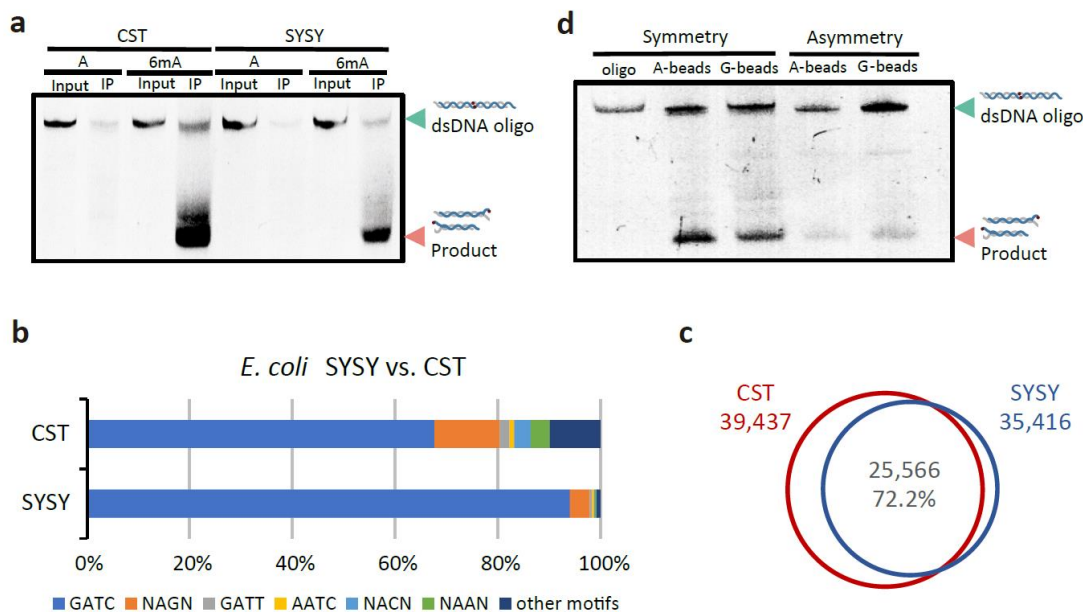 a
CST SYSY
A 6mA A 6mA
Input IP Input IP Input IP Input IP
dsDNA oligo
Product
d
Symmetry Asymmetry
oligo A-beads G-beads A-beads G-beads
dsDNA oligo
Product
b
E. coli SYSY vs. CST
CST
SYSY
0% 20% 40% 60% 80% 100%
GATC NAGN GATT AATC NACN NAAN other motifs
c
CST SYSY
39,437 35,416
25,566
72.2%